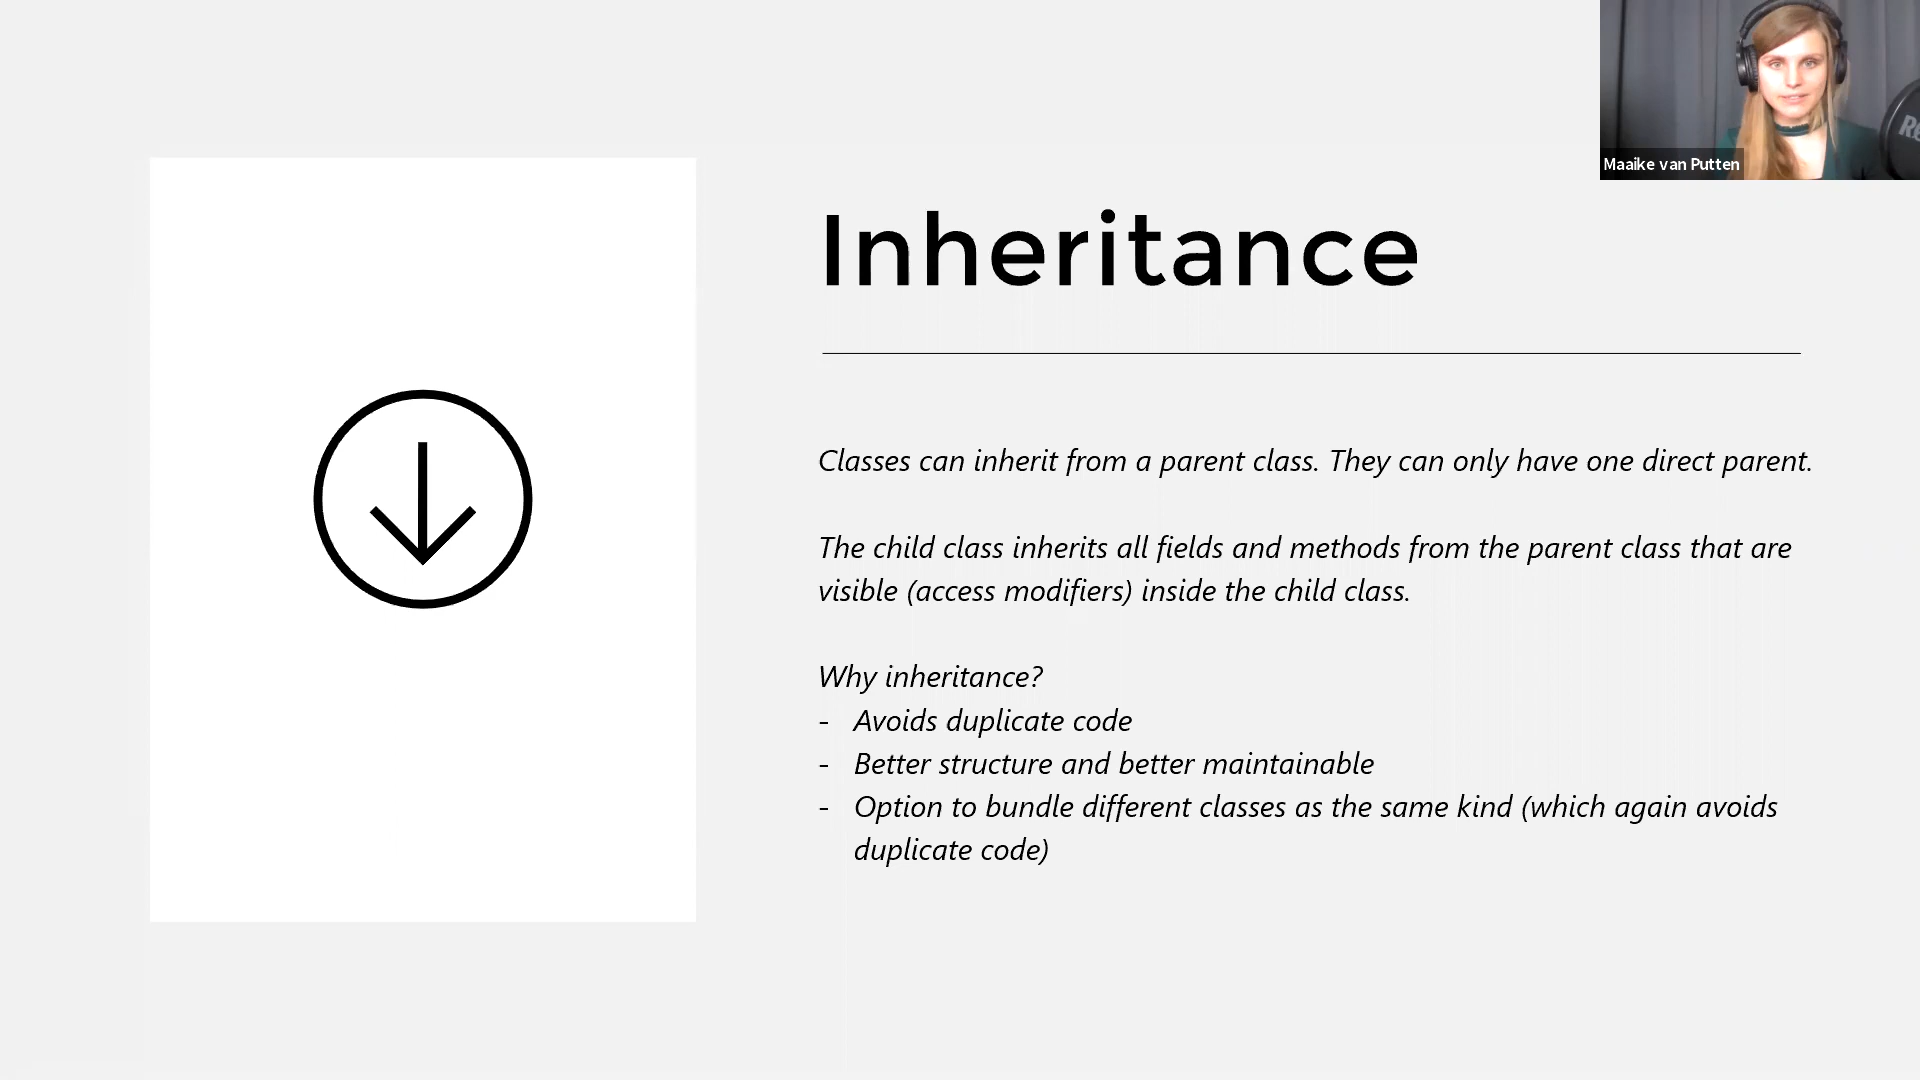 Maaike van Putten
Inheritance
Classes can inherit from a parent class. They can only have one direct parent.
The child class inherits all fields and methods from the parent class that are
visible (access modifiers) inside the child class.
Why inheritance?
- Avoids duplicate code
- Better structure and better maintainable
- Option to bundle different classes as the same kind (which again avoids
duplicate code)